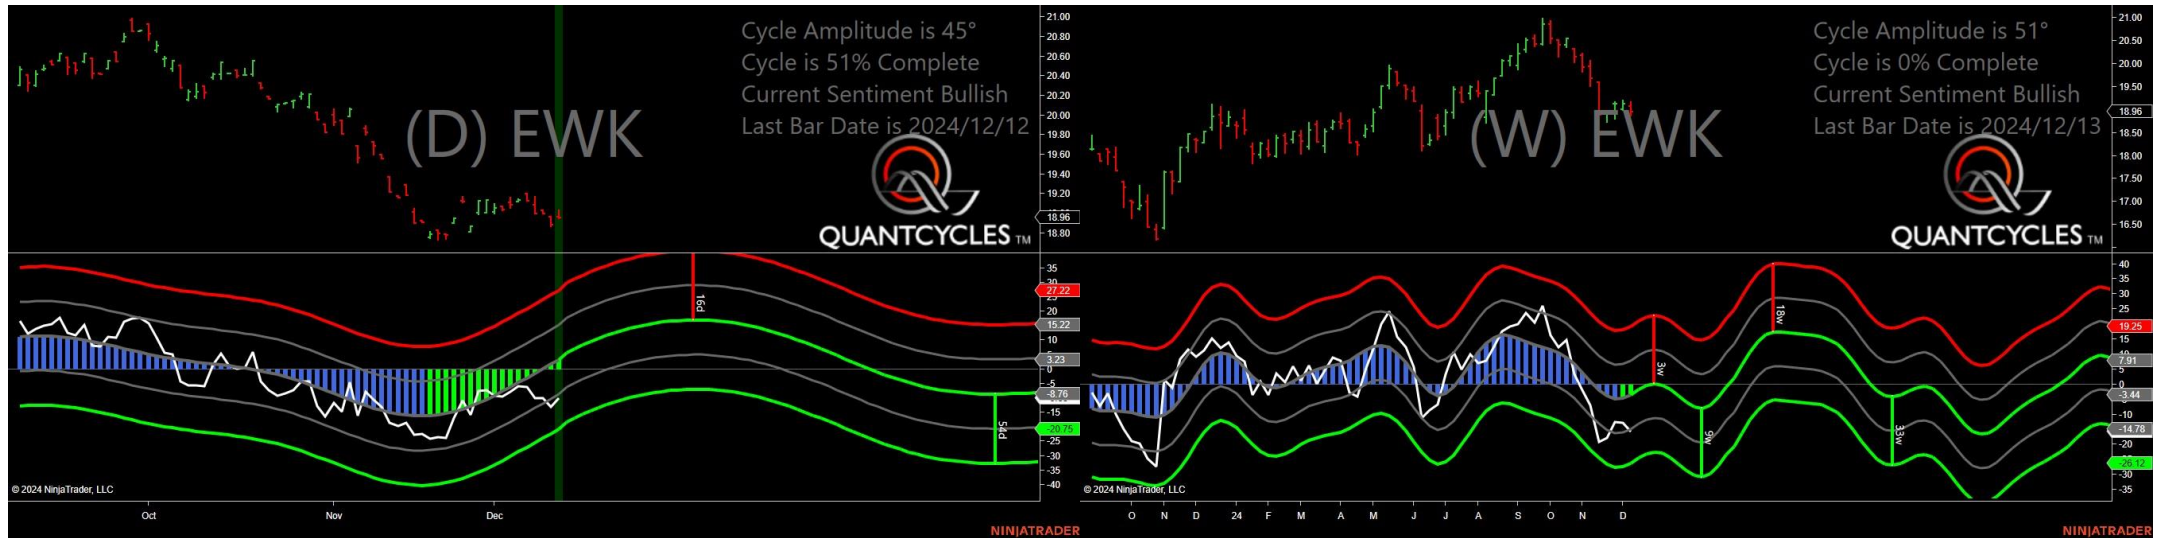 Cycle Amplitude is 45°
Cycle is 51% Complete
Current Sentiment Bullish
Last Bar Date is 2024/12/12
(D) EWK
QUANTCYCLES TM
21.00
20.80
20.60
20.40
20.20
20.00
19.80
19.60
19.40
19.20
18.96
18.80
35
27.22
25
20
15.22
10
3.23
0
-5
-8.76
-15
-20.75
-25
-30
-35
-40
16d
54d
© 2024 NinjaTrader, LLC
Oct
Nov
Dec
NINJATRADER
Cycle Amplitude is 51°
Cycle is 0% Complete
Current Sentiment Bullish
Last Bar Date is 2024/12/13
(W) EWK
QUANTCYCLES TM
21.00
20.50
20.00
19.50
18.96
18.50
18.00
17.50
17.00
16.50
40
35
30
25
19.25
15
7.91
5
0
-3.44
-10
-14.78
-20
-26.12
-30
-35
3w
9w
18w
33w
© 2024 NinjaTrader, LLC
O N D 24 F M A M J J A S O N D
NINJATRADER